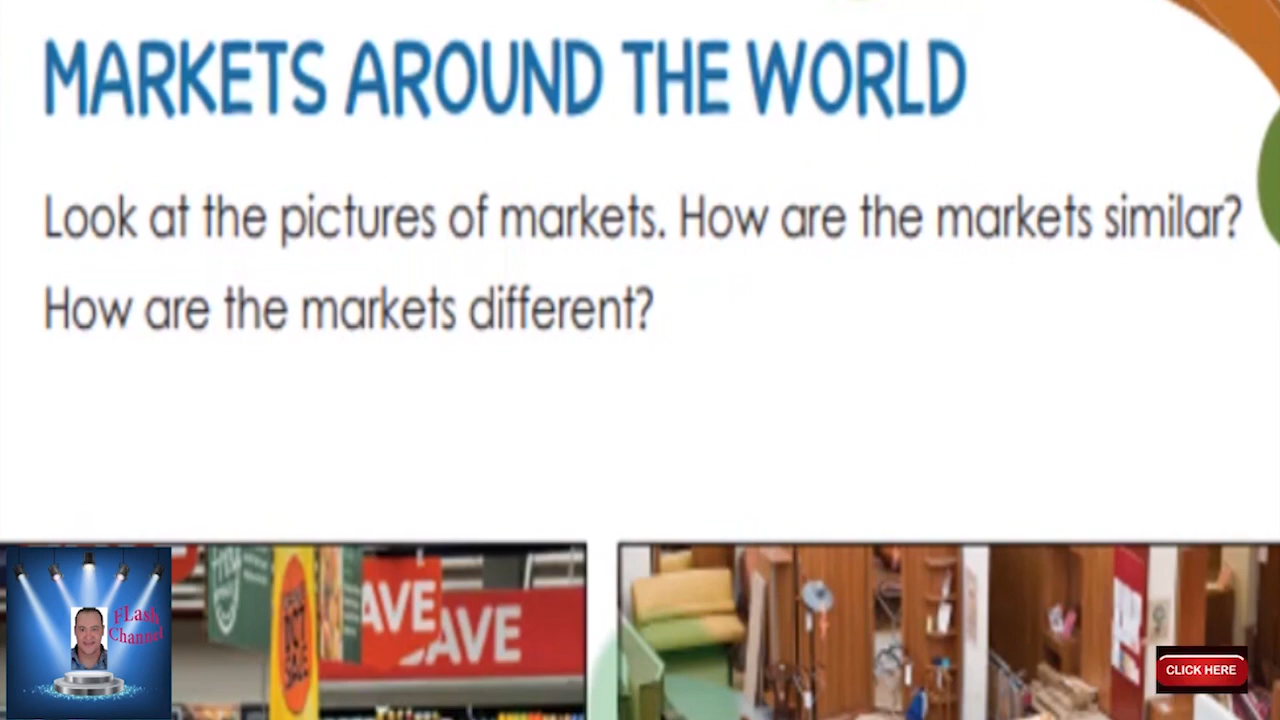 MARKETS AROUND THE WORLD
Look at the pictures of markets. How are the markets similar?
How are the markets different?
AVE
AVE
SALE
FLash
Channel
CLICK HERE